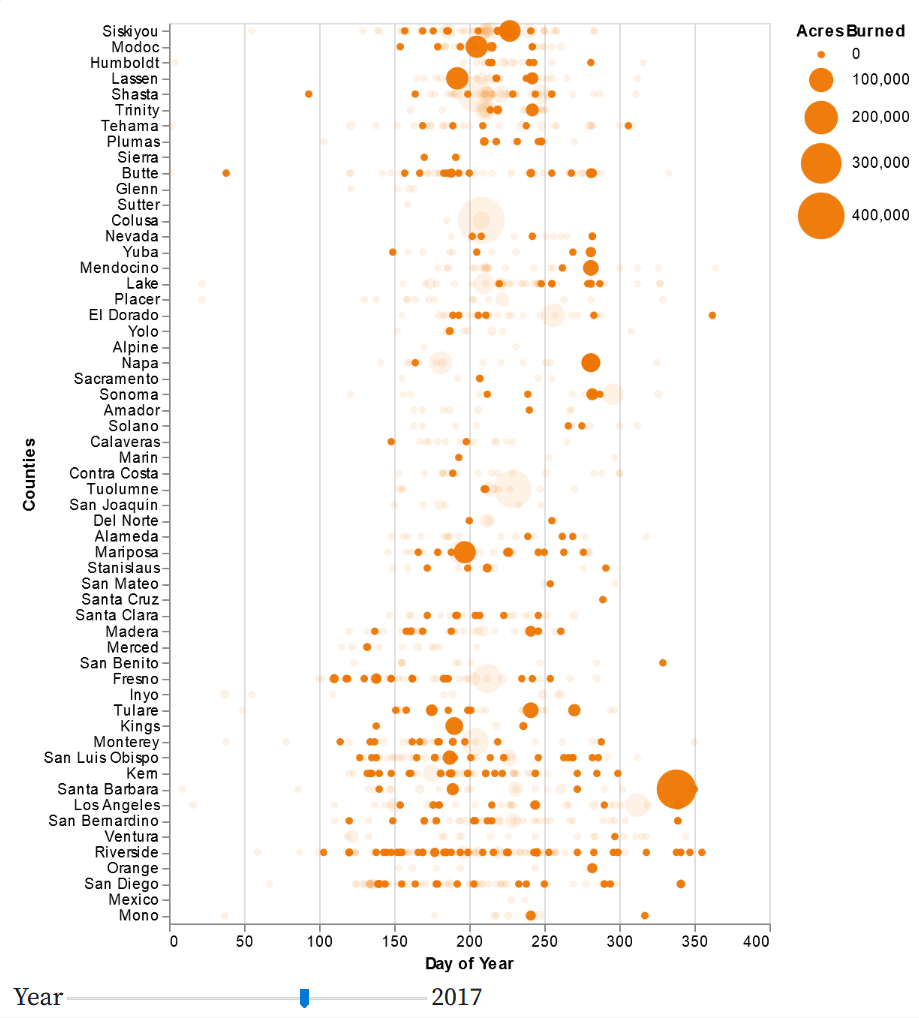 Acres Burned
0
100,000
200,000
300,000
400,000
Counties
Siskiyou
Modoc
Humboldt
Lassen
Shasta
Trinity
Tehama
Plumas
Sierra
Butte
Glenn
Sutter
Colusa
Nevada
Yuba
Mendocino
Lake
Placer
El Dorado
Yolo
Alpine
Napa
Sacramento
Sonoma
Amador
Solano
Calaveras
Marin
Contra Costa
Tuolumne
San Joaquin
Del Norte
Alameda
Mariposa
Stanislaus
San Mateo
Santa Cruz
Santa Clara
Madera
Merced
San Benito
Fresno
Inyo
Tulare
Kings
Monterey
San Luis Obispo
Kern
Santa Barbara
Los Angeles
San Bernardino
Ventura
Riverside
Orange
San Diego
Mexico
Mono
0 50 100 150 200 250 300 350 400
Day of Year
Year 2017